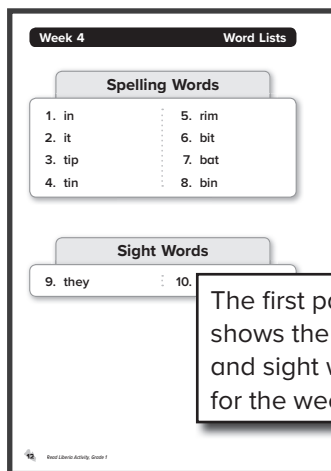 Week 4 Word Lists
Spelling Words
1. in 5. rim
2. it 6. bit
3. tip 7. bat
4. tin 8. bin
Sight Words
9. they 10.
The first
shows the
and sight
for the
12 Read Liberia Activity, Grade 1